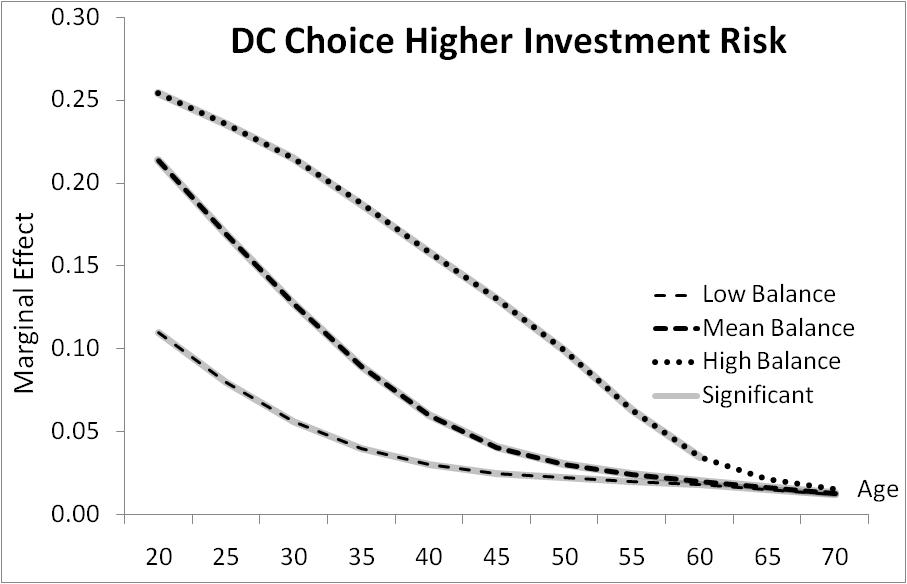 DC Choice Higher Investment Risk
0.30
0.25
0.20
0.15
0.10
0.05
0.00
Marginal Effect
Low Balance
Mean Balance
High Balance
Significant
Age
20 25 30 35 40 45 50 55 60 65 70